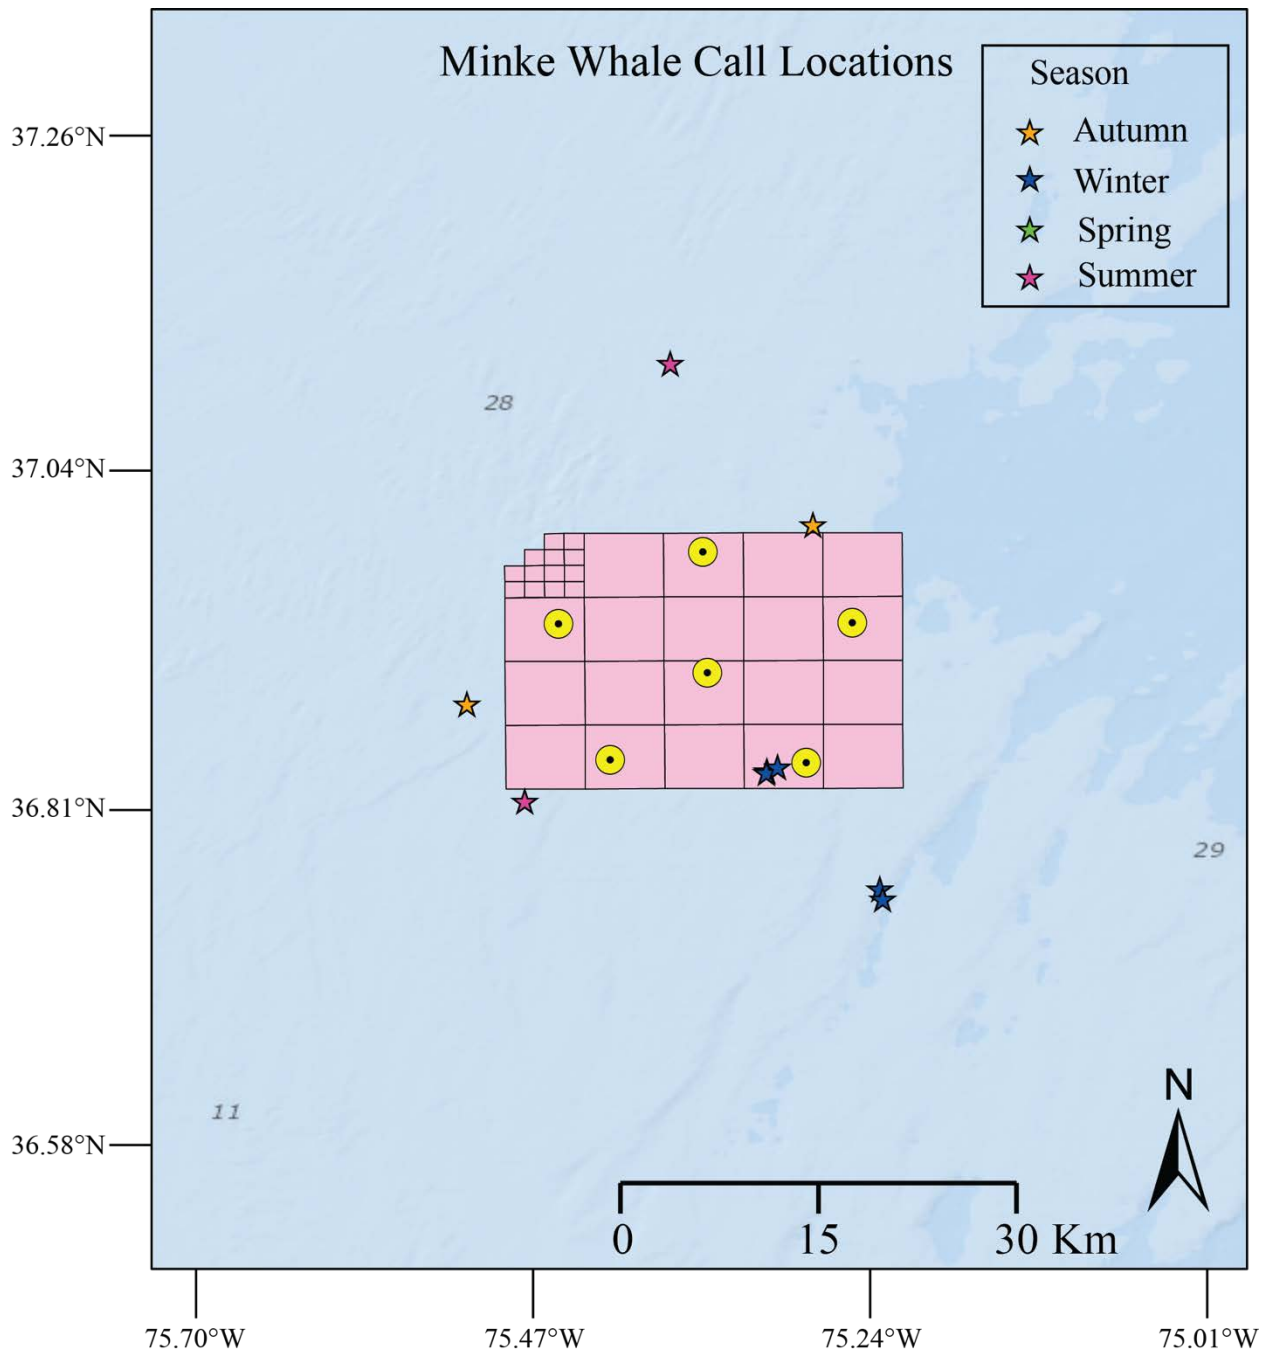 Minke Whale Call Locations
Season
Autumn
Winter
Spring
Summer
37.26°N
37.04°N
36.81°N
36.58°N
28
29
11
N
0 15 30 Km
75.70°W 75.47°W 75.24°W 75.01°W